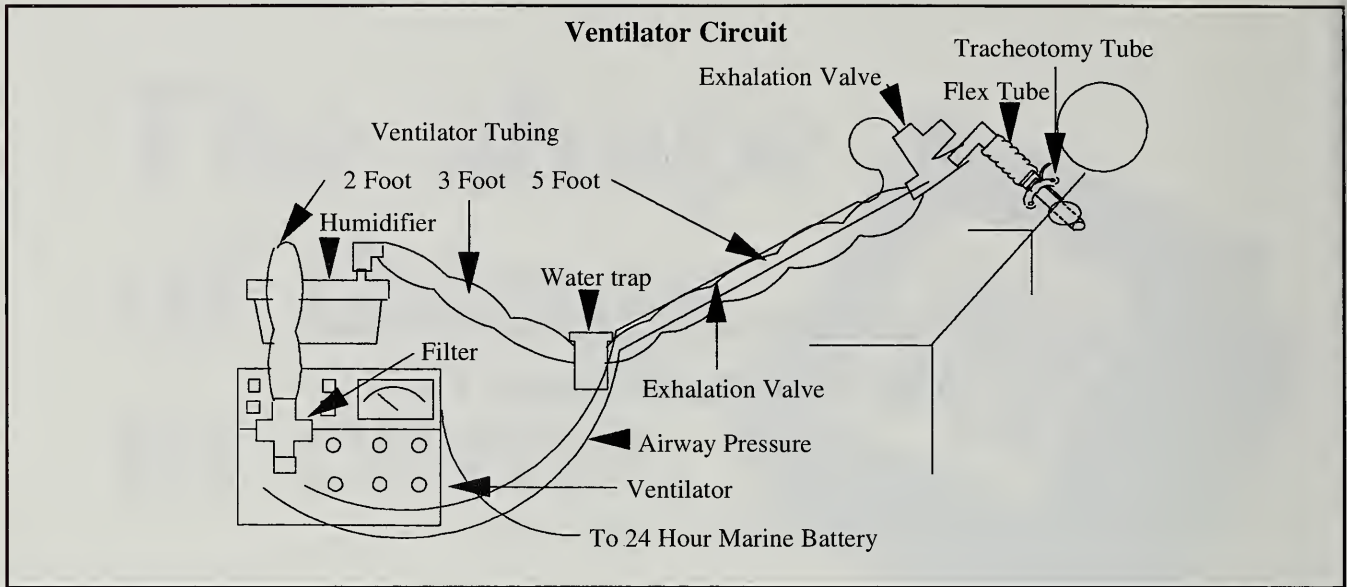 Ventilator Circuit
Tracheotomy Tube
Exhalation Valve
Flex Tube
Ventilator Tubing
2 Foot 3 Foot 5 Foot
Humidifier
Water trap
Filter
Exhalation Valve
Airway Pressure
Ventilator
To 24 Hour Marine Battery